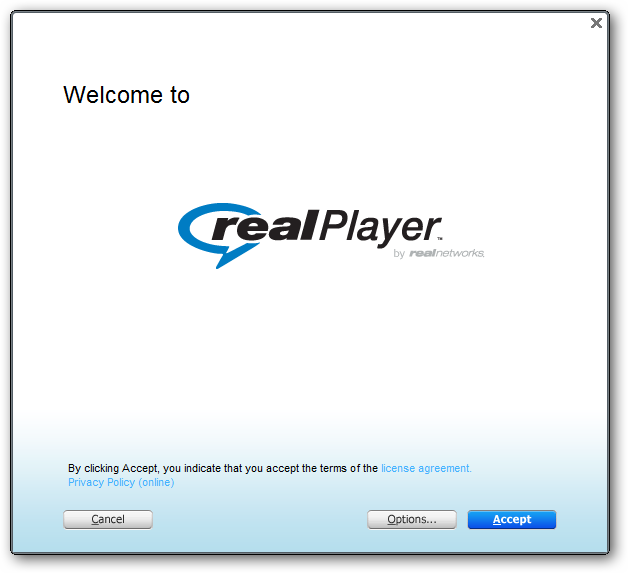 Welcome to
realPlayer™
by realnetworks.
By clicking Accept, you indicate that you accept the terms of the license agreement.
Privacy Policy (online)
Cancel
Options...
Accept